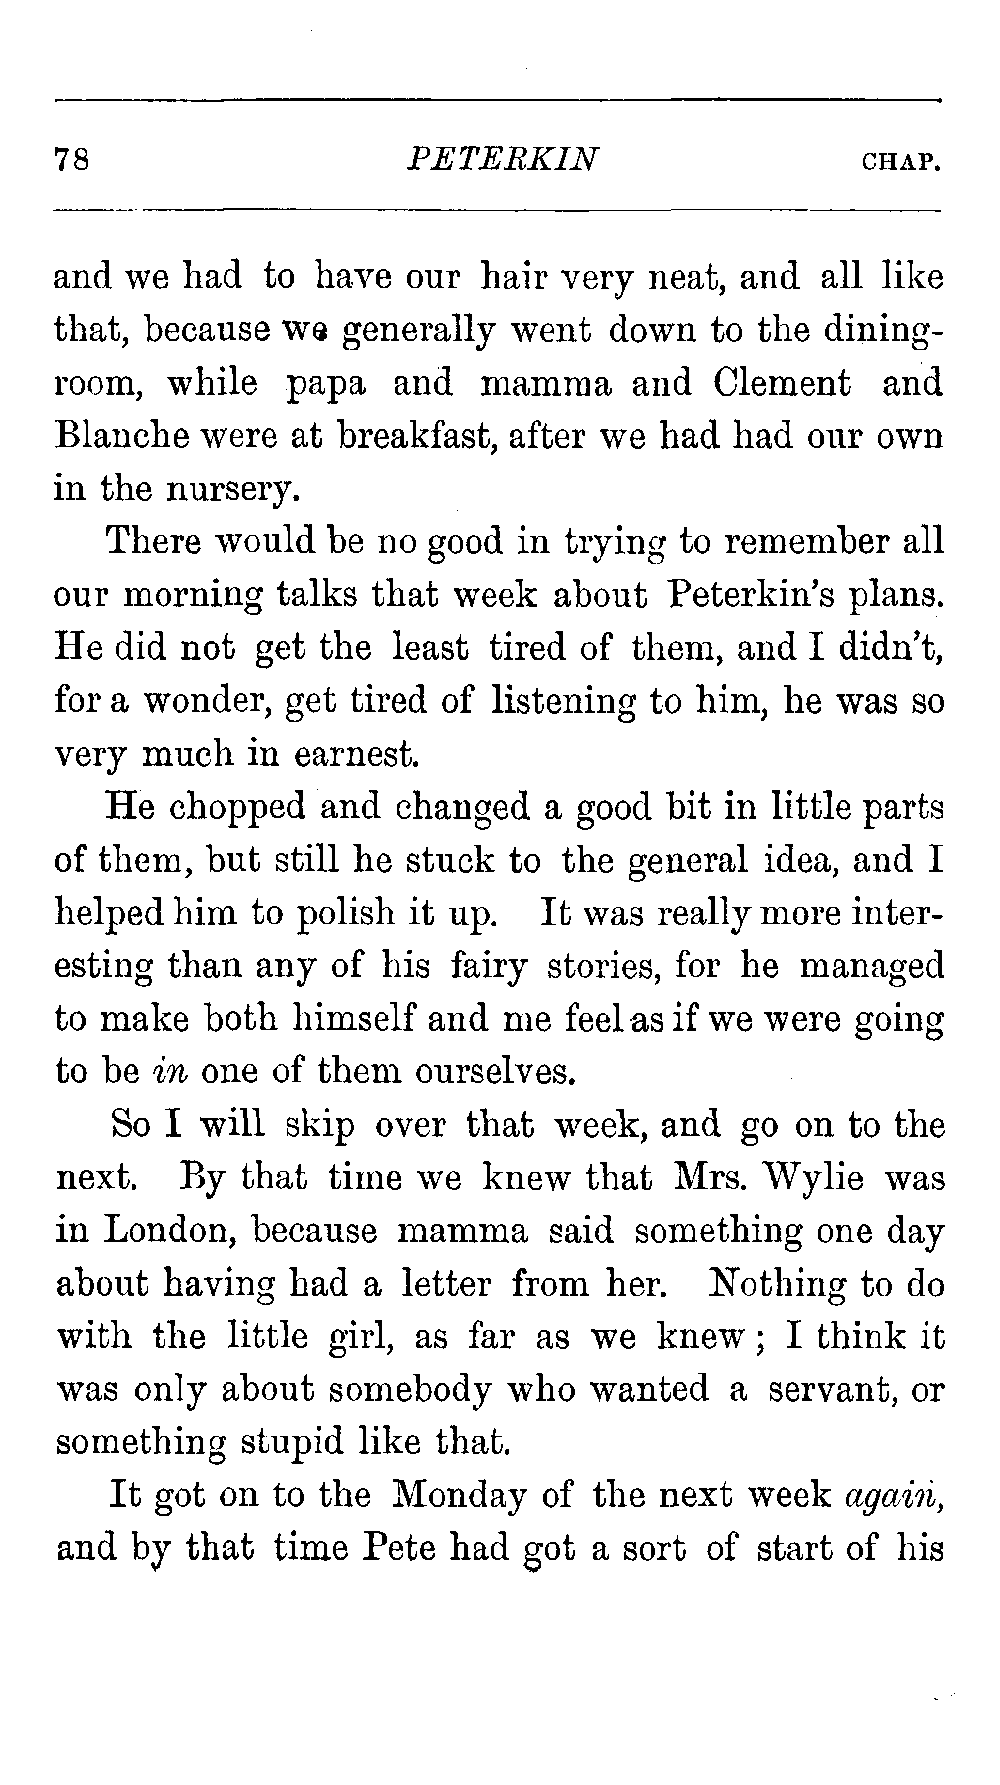 78 PETERKIN CHAP.
and we had to have our hair very neat, and all like
that, because we generally went down to the dining-
room, while papa and mamma and Clement and
Blanche were at breakfast, after we had had our own
in the nursery.
There would be no good in trying to remember all
our morning talks that week about Peterkin's plans.
He did not get the least tired of them, and I didn't,
for a wonder, get tired of listening to him, he was so
very much in earnest.
He chopped and changed a good bit in little parts
of them, but still he stuck to the general idea, and I
helped him to polish it up. It was really more inter-
esting than any of his fairy stories, for he managed
to make both himself and me feel as if we were going
to be in one of them ourselves.
So I will skip over that week, and go on to the
next. By that time we knew that Mrs. Wylie was
in London, because mamma said something one day
about having had a letter from her. Nothing to do
with the little girl, as far as we knew; I think it
was only about somebody who wanted a servant, or
something stupid like that.
It got on to the Monday of the next week again,
and by that time Pete had got a sort of start of his